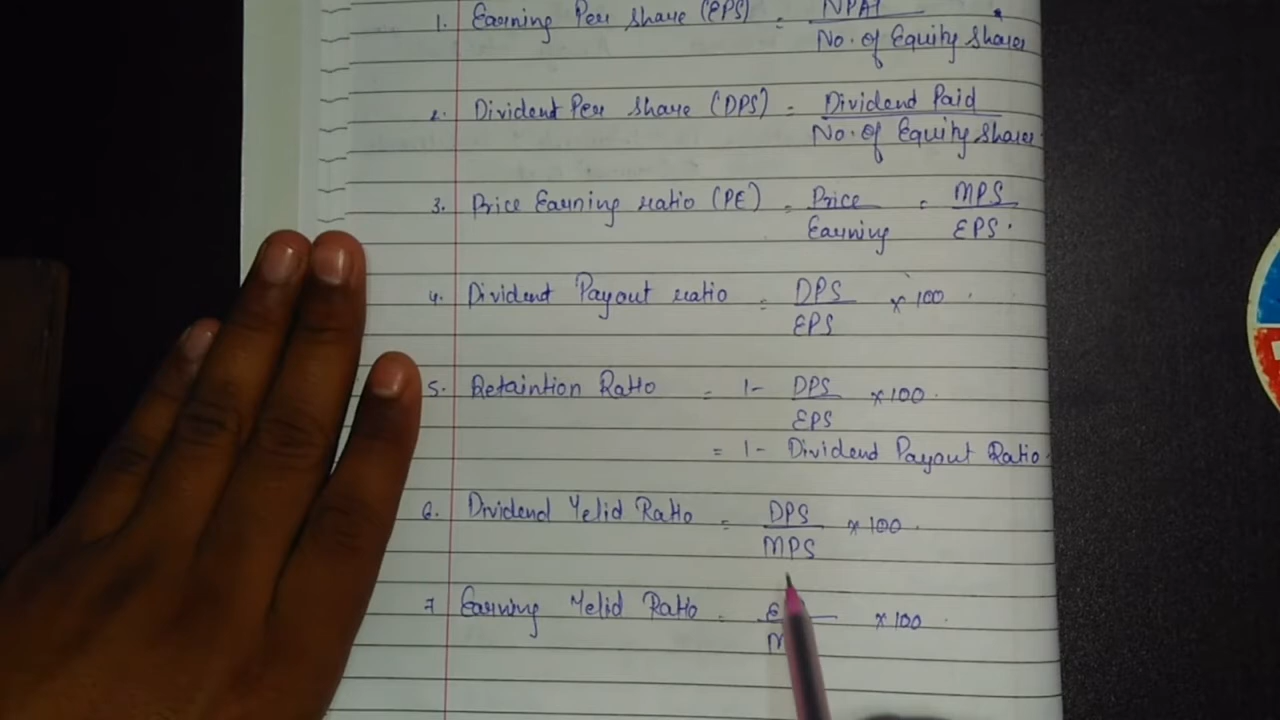 1. Earning Per share (EPS) = NPAT
No. of Equity Shares
2. Divident Per share (DPS) = Dividend Paid
No. of Equity Shares
3. Price Earning ratio (PE) = Price = MPS
Earning EPS.
4. Dividend Payout ratio = DPS × 100
EPS
5. Retaintion Ratio = 1- DPS ×100.
EPS
= 1- Dividend Payout Ratio.
6. Dividend Yelid Ratio = DPS × 100.
MPS
7 Earning Yelid Ratio = × 100